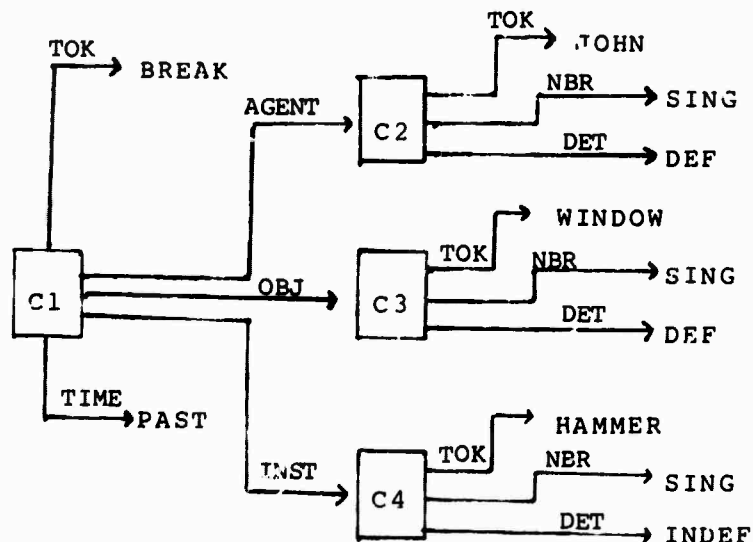 TOK
JOHN
TOK
BREAK
NBR
SING
AGENT
C2
DET
DEF
WINDOW
TOK
NBR
SING
C1
OBJ
C3
DET
DEF
TIME
PAST
HAMMER
TOK
NBR
SING
INST
C4
DET
INDEF